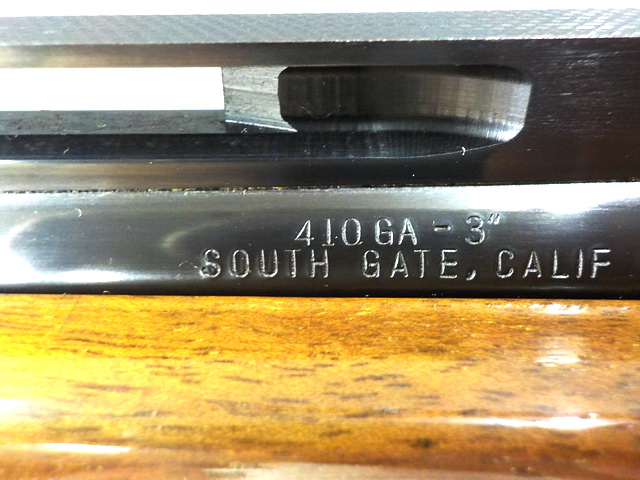 410 GA - 3"
SOUTH GATE, CALIF